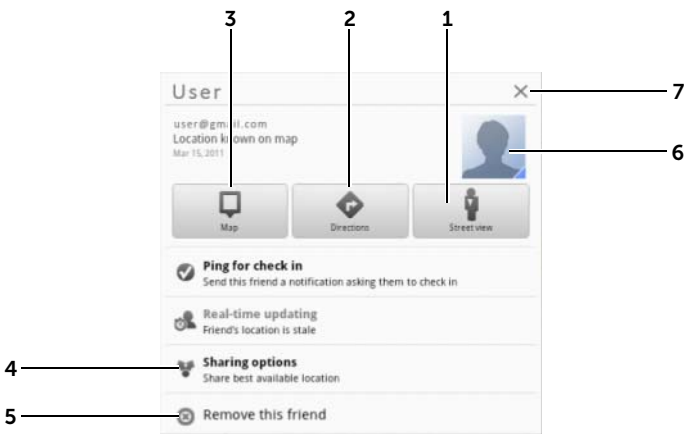 3 2 1
User
7
user@gmail.com
Location known on map
Mar 15, 2011
6
Map Directions Street view
Ping for check in
Send this friend a notification asking them to check in
Real-time updating
Friend's location is stale
4
Sharing options
Share best available location
5
Remove this friend